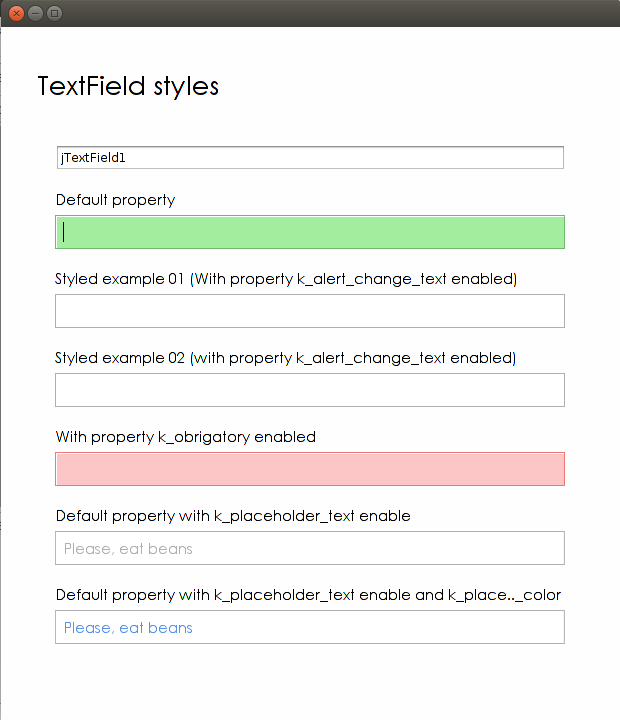 TextField styles
jTextField1
Default property
Styled example 01 (With property k_alert_change_text enabled)
Styled example 02 (with property k_alert_change_text enabled)
With property k_obrigatory enabled
Default property with k_placeholder_text enable
Please, eat beans
Default property with k_placeholder_text enable and k_place.._color
Please, eat beans